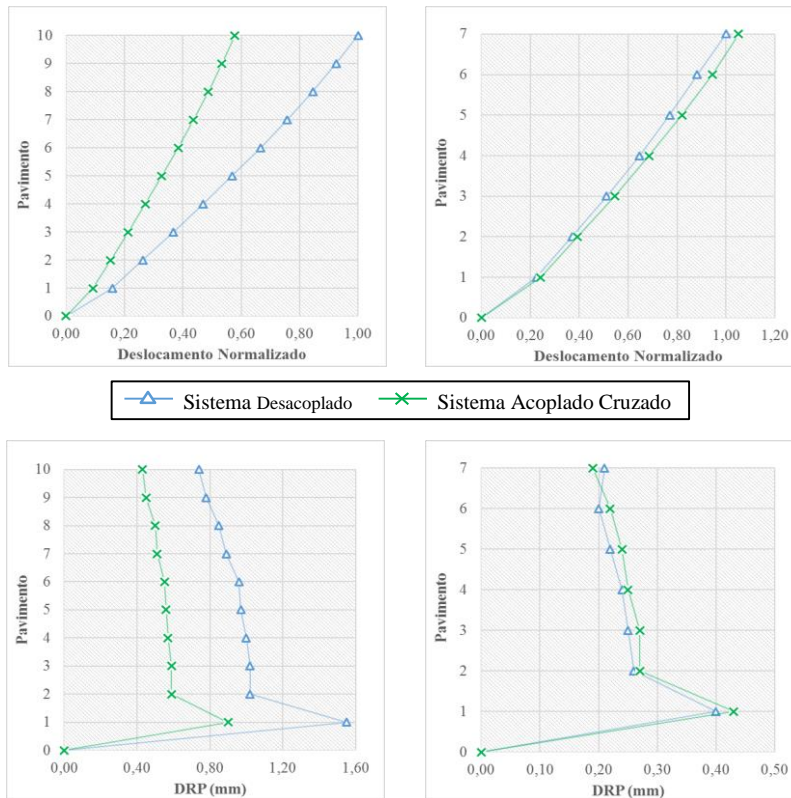 10
9
8
7
6
5
4
3
2
1
0
Pavimento
0,00 0,20 0,40 0,60 0,80 1,00
Deslocamento Normalizado
7
6
5
4
3
2
1
0
Pavimento
0,00 0,20 0,40 0,60 0,80 1,00 1,20
Deslocamento Normalizado
Sistema Desacoplado Sistema Acoplado Cruzado
10
9
8
7
6
5
4
3
2
1
0
Pavimento
0,00 0,40 0,80 1,20 1,60
DRP (mm)
7
6
5
4
3
2
1
0
Pavimento
0,00 0,10 0,20 0,30 0,40 0,50
DRP (mm)